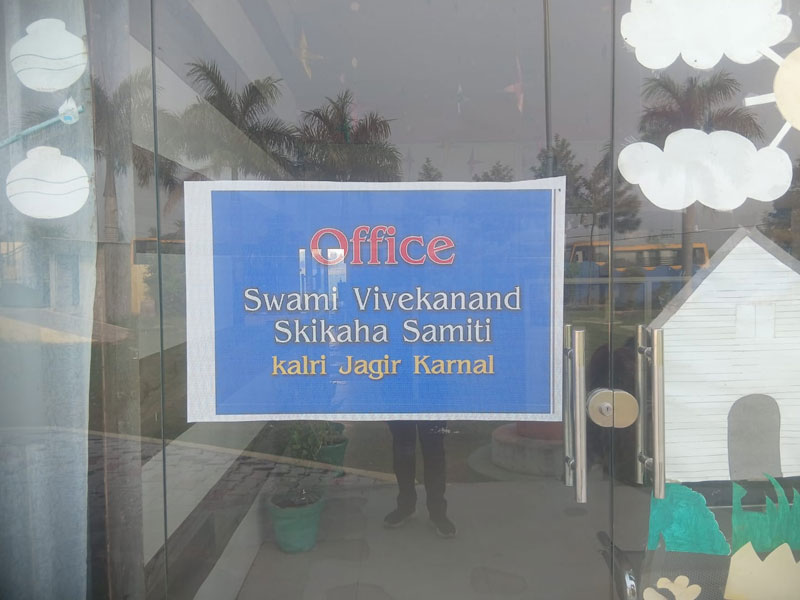 Office
Swami Vivekanand
Skikaha Samiti
kalri Jagir Karnal